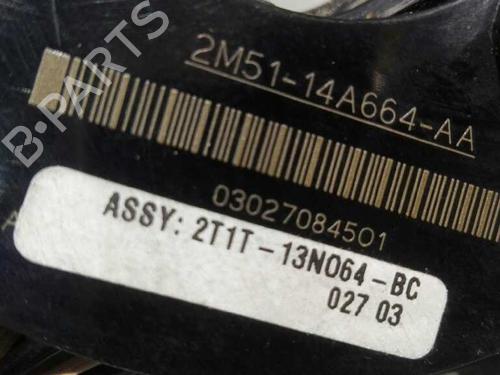 2M51-14A664-AA
03027084501
ASSY: 2T1T-13N064-BC
027 03
B-PARTS